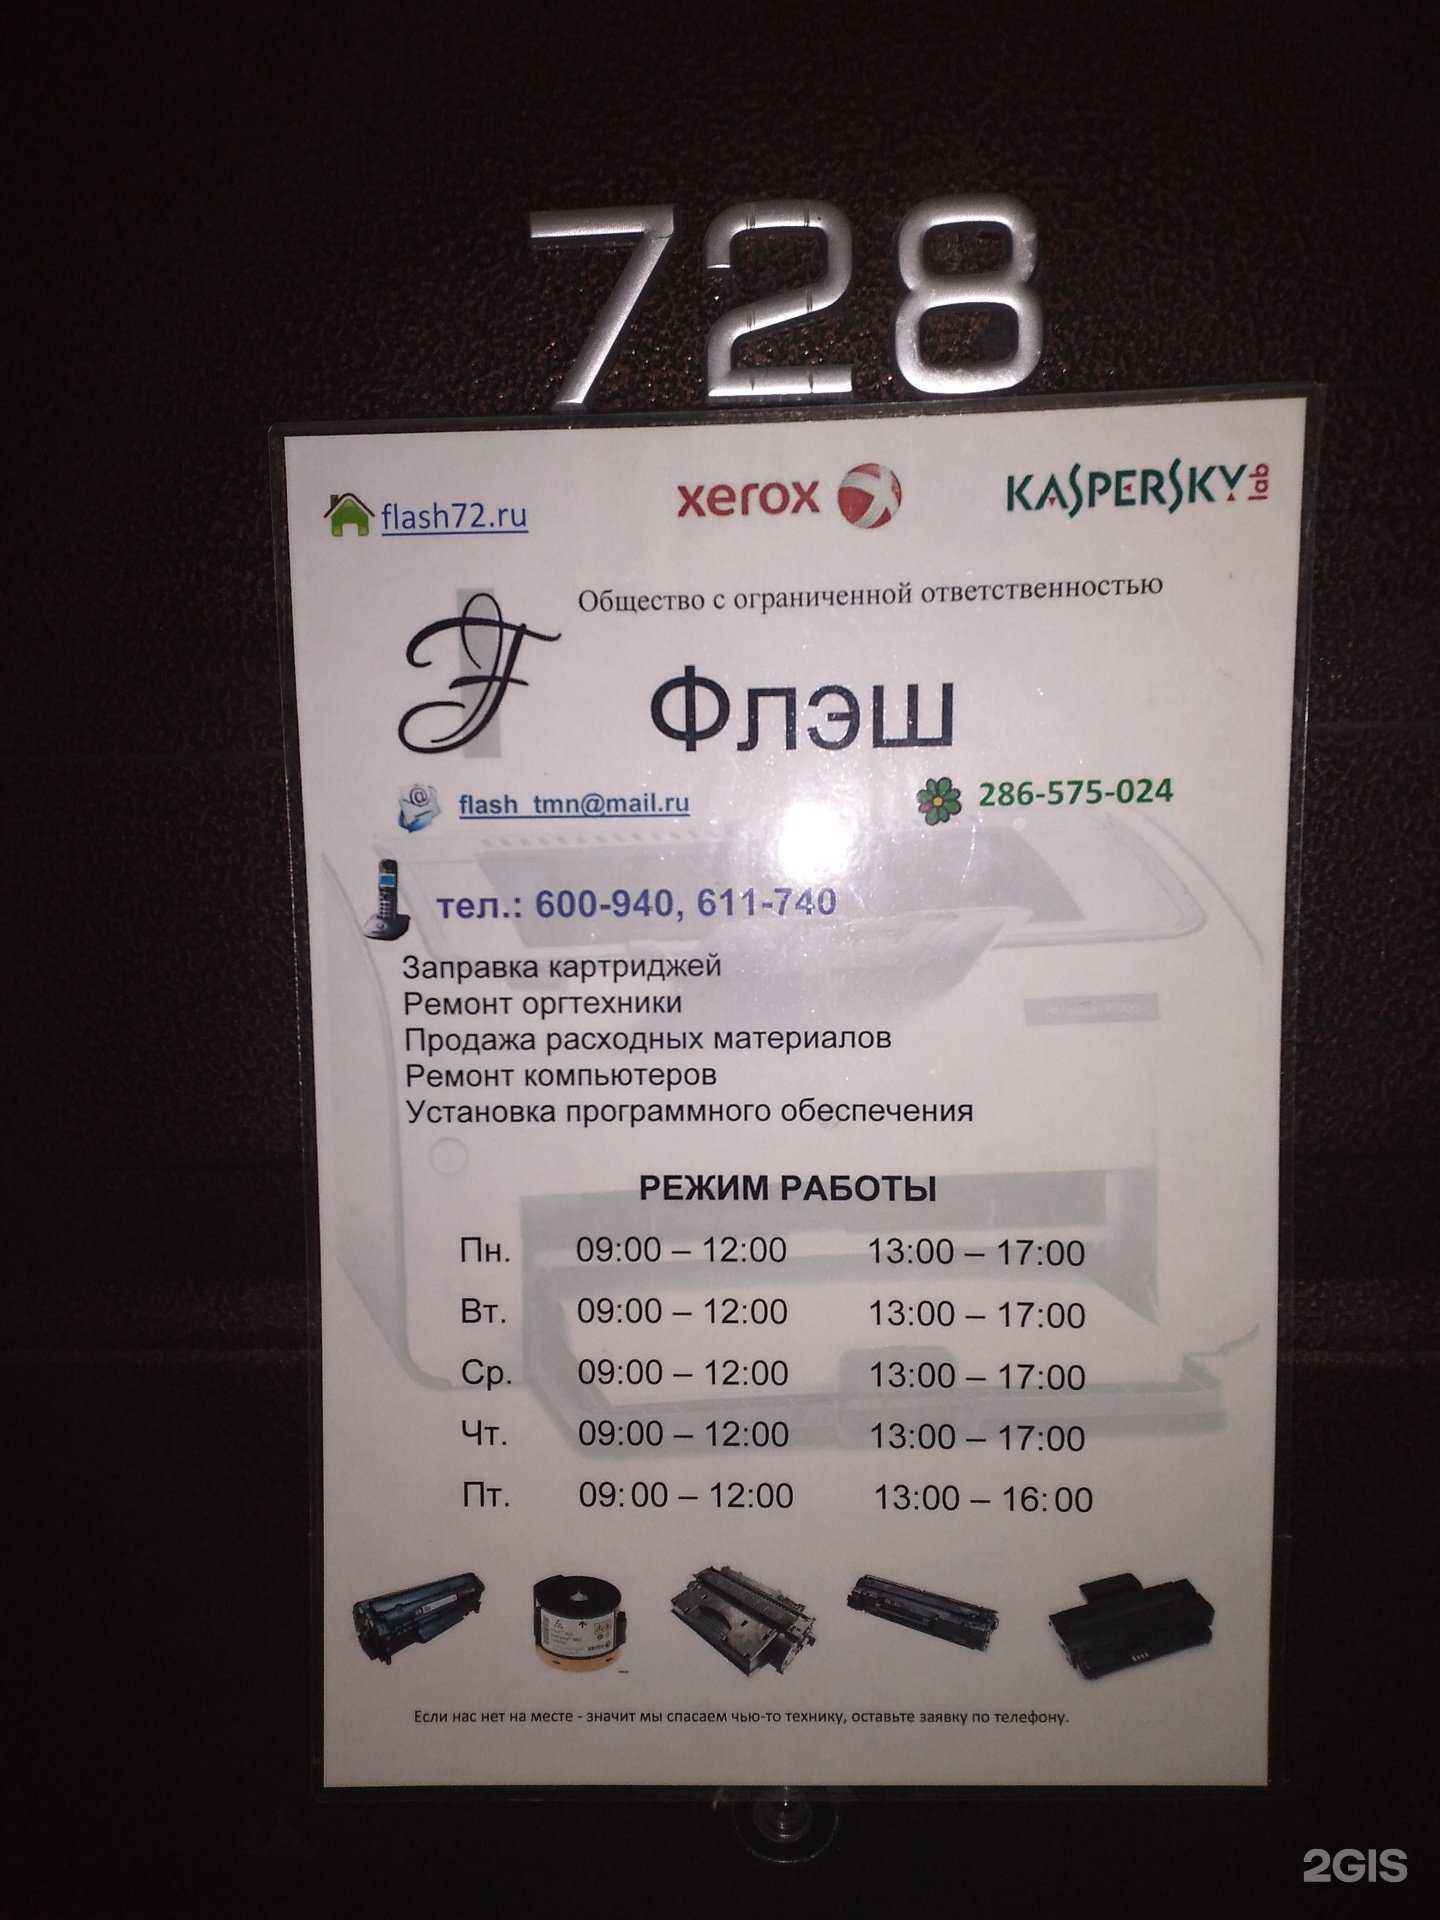 728
flash72.ru
xerox
KASPERSKY lab
Общество с ограниченной ответственностью
Флэш
flash_tmn@mail.ru
286-575-024
тел.: 600-940, 611-740
Заправка картриджей
Ремонт оргтехники
Продажа расходных материалов
Ремонт компьютеров
Установка программного обеспечения
РЕЖИМ РАБОТЫ
Пн. 09:00 – 12:00 13:00 – 17:00
Вт. 09:00 – 12:00 13:00 – 17:00
Ср. 09:00 – 12:00 13:00 – 17:00
Чт. 09:00 – 12:00 13:00 – 17:00
Пт. 09:00 – 12:00 13:00 – 16:00
Если нас нет на месте - значит мы спасаем чью-то технику, оставьте заявку по телефону.
2GIS